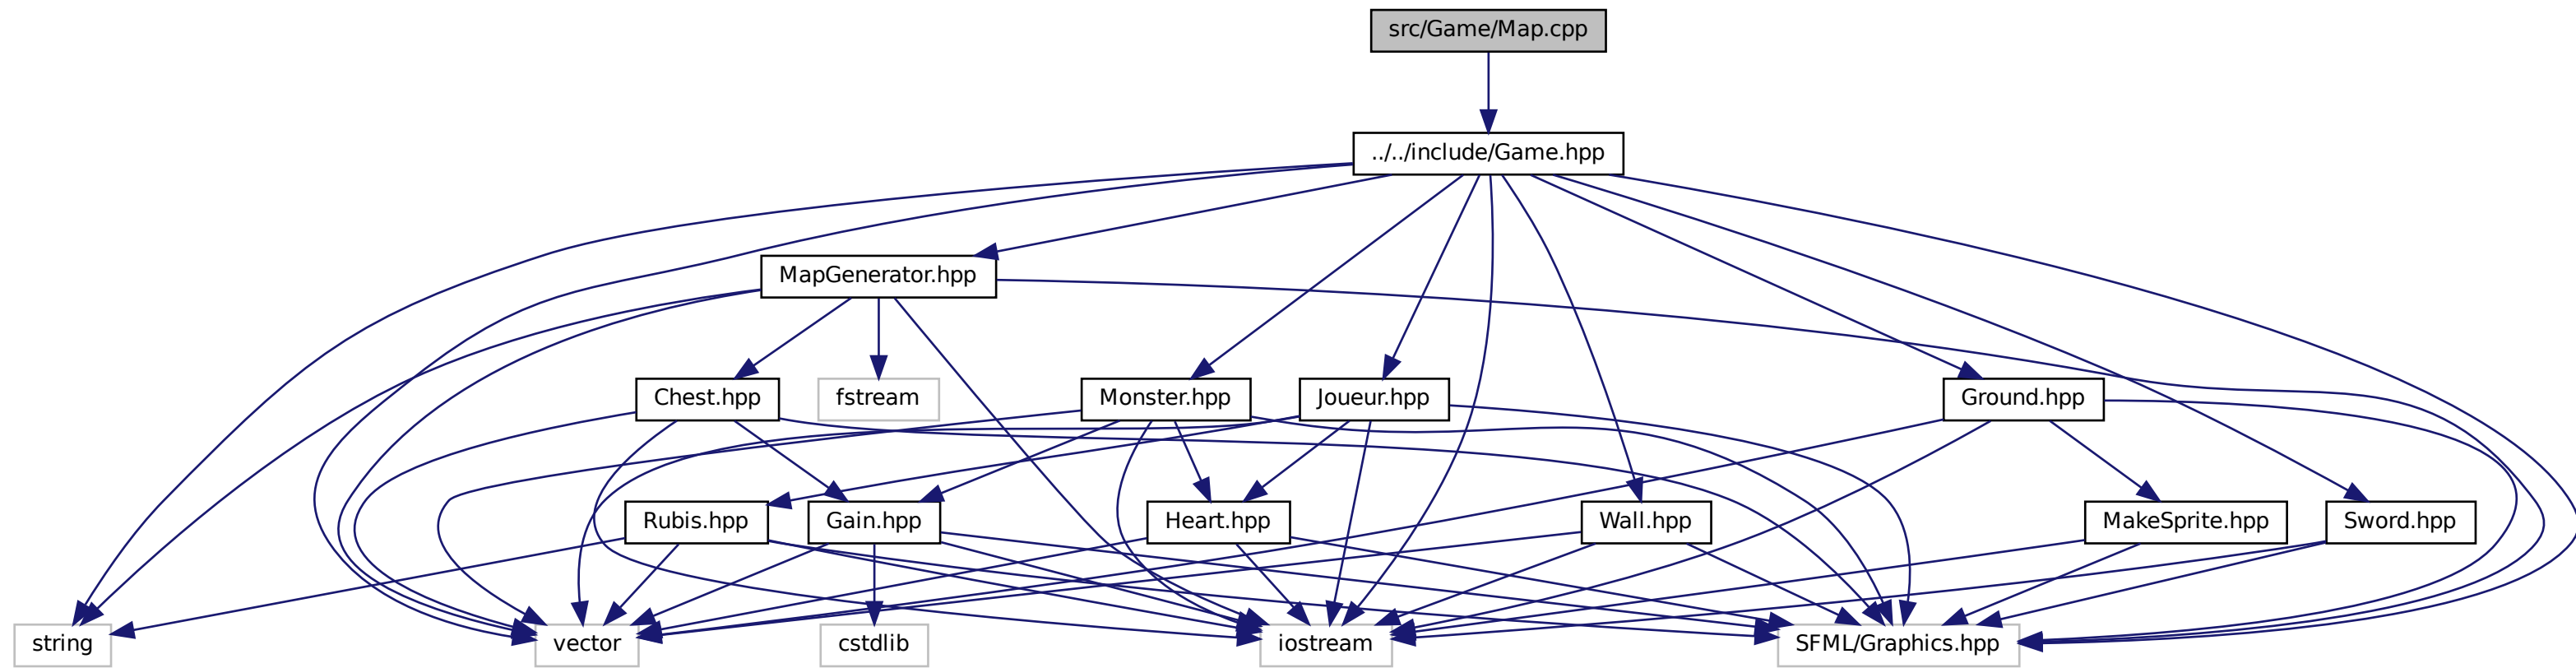 src/Game/Map.cpp
../../include/Game.hpp
MapGenerator.hpp
Chest.hpp
fstream
Monster.hpp
Joueur.hpp
Ground.hpp
Rubis.hpp
Gain.hpp
Heart.hpp
Wall.hpp
MakeSprite.hpp
Sword.hpp
string
vector
cstdlib
iostream
SFML/Graphics.hpp